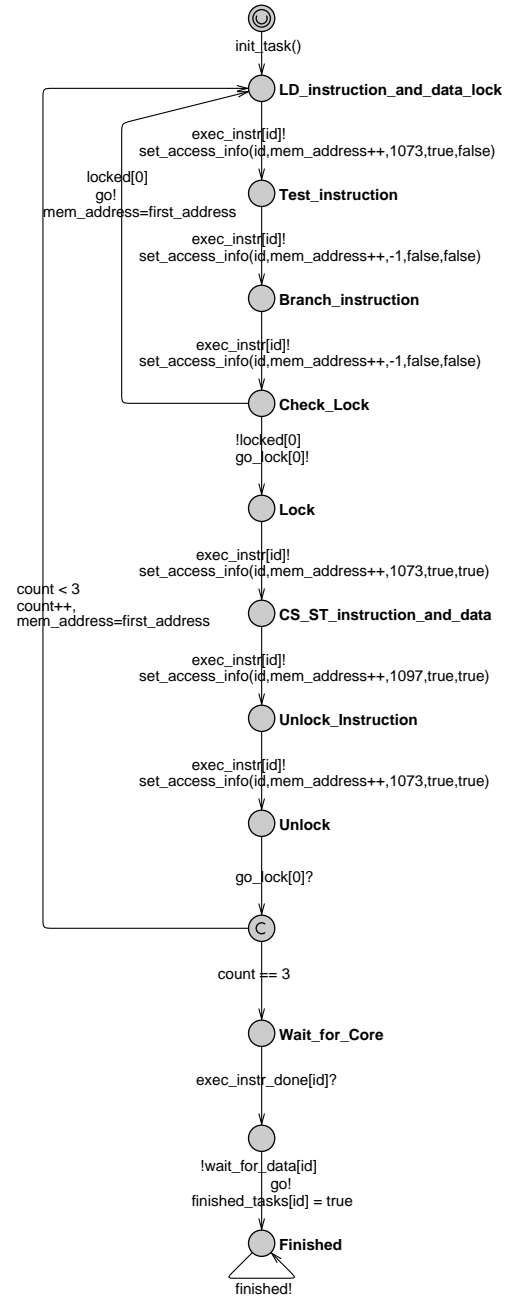 init_task()
LD_instruction_and_data_lock
exec_instr[id]!
set_access_info(id,mem_address++,1073,true,false)
locked[0]
go!
mem_address=first_address
Test_instruction
exec_instr[id]!
set_access_info(id,mem_address++,-1,false,false)
Branch_instruction
exec_instr[id]!
set_access_info(id,mem_address++,-1,false,false)
Check_Lock
!locked[0]
go_lock[0]!
Lock
exec_instr[id]!
set_access_info(id,mem_address++,1073,true,true)
count < 3
count++,
mem_address=first_address
CS_ST_instruction_and_data
exec_instr[id]!
set_access_info(id,mem_address++,1097,true,true)
Unlock_Instruction
exec_instr[id]!
set_access_info(id,mem_address++,1073,true,true)
Unlock
go_lock[0]?
C
count == 3
Wait_for_Core
exec_instr_done[id]?
!wait_for_data[id]
go!
finished_tasks[id] = true
Finished
finished!